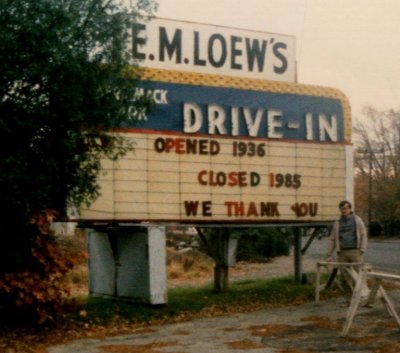 E.M.LOEW'S
DRIVE-IN
OPENED 1936
CLOSED 1985
WE THANK YOU